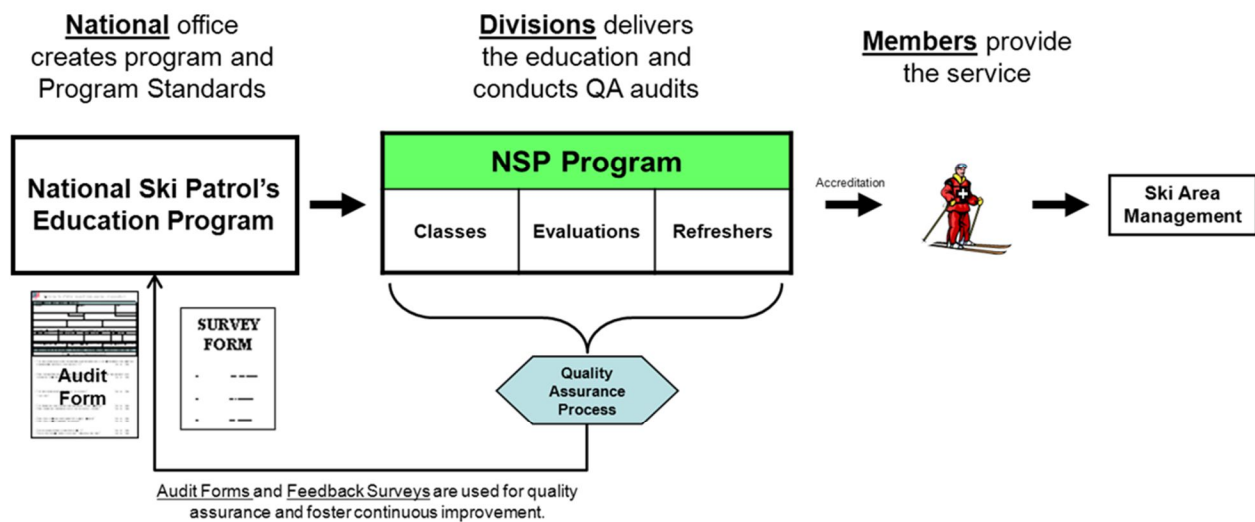 National office
creates program and
Program Standards
Divisions delivers
the education and
conducts QA audits
Members provide
the service
National Ski Patrol's
Education Program
NSP Program
Classes
Evaluations
Refreshers
Accreditation
Ski Area
Management
Audit
Form
SURVEY
FORM
Quality
Assurance
Process
Audit Forms and Feedback Surveys are used for quality
assurance and foster continuous improvement.